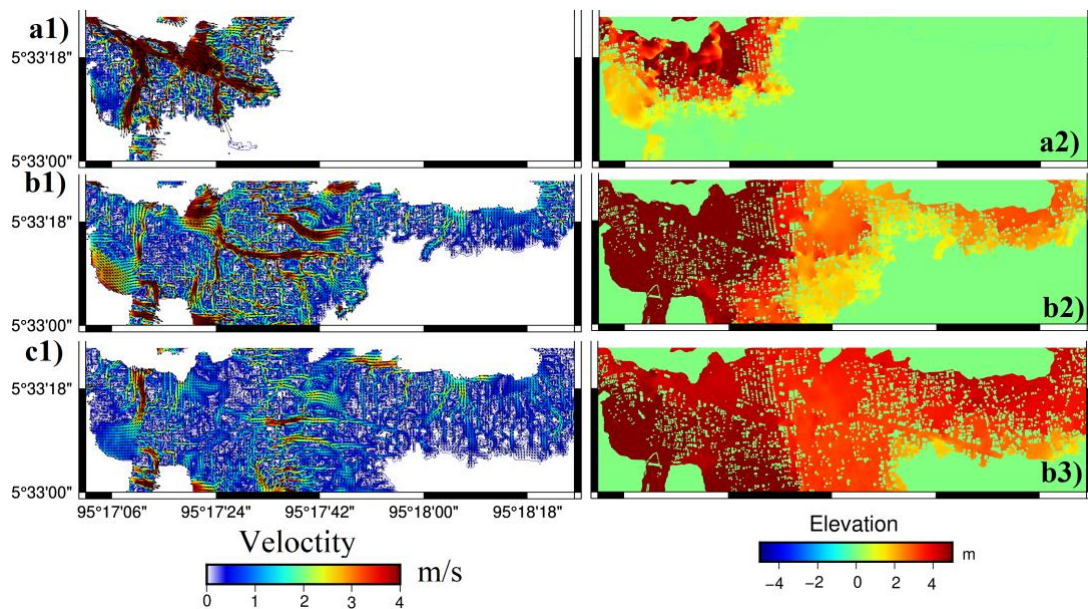 a1)
5°33'18"
5°33'00"
a2)
b1)
5°33'18"
5°33'00"
b2)
c1)
5°33'18"
5°33'00"
b3)
95°17'06" 95°17'24" 95°17'42" 95°18'00" 95°18'18"
Veloctity
m/s
0 1 2 3 4
Elevation
m
−4 −2 0 2 4